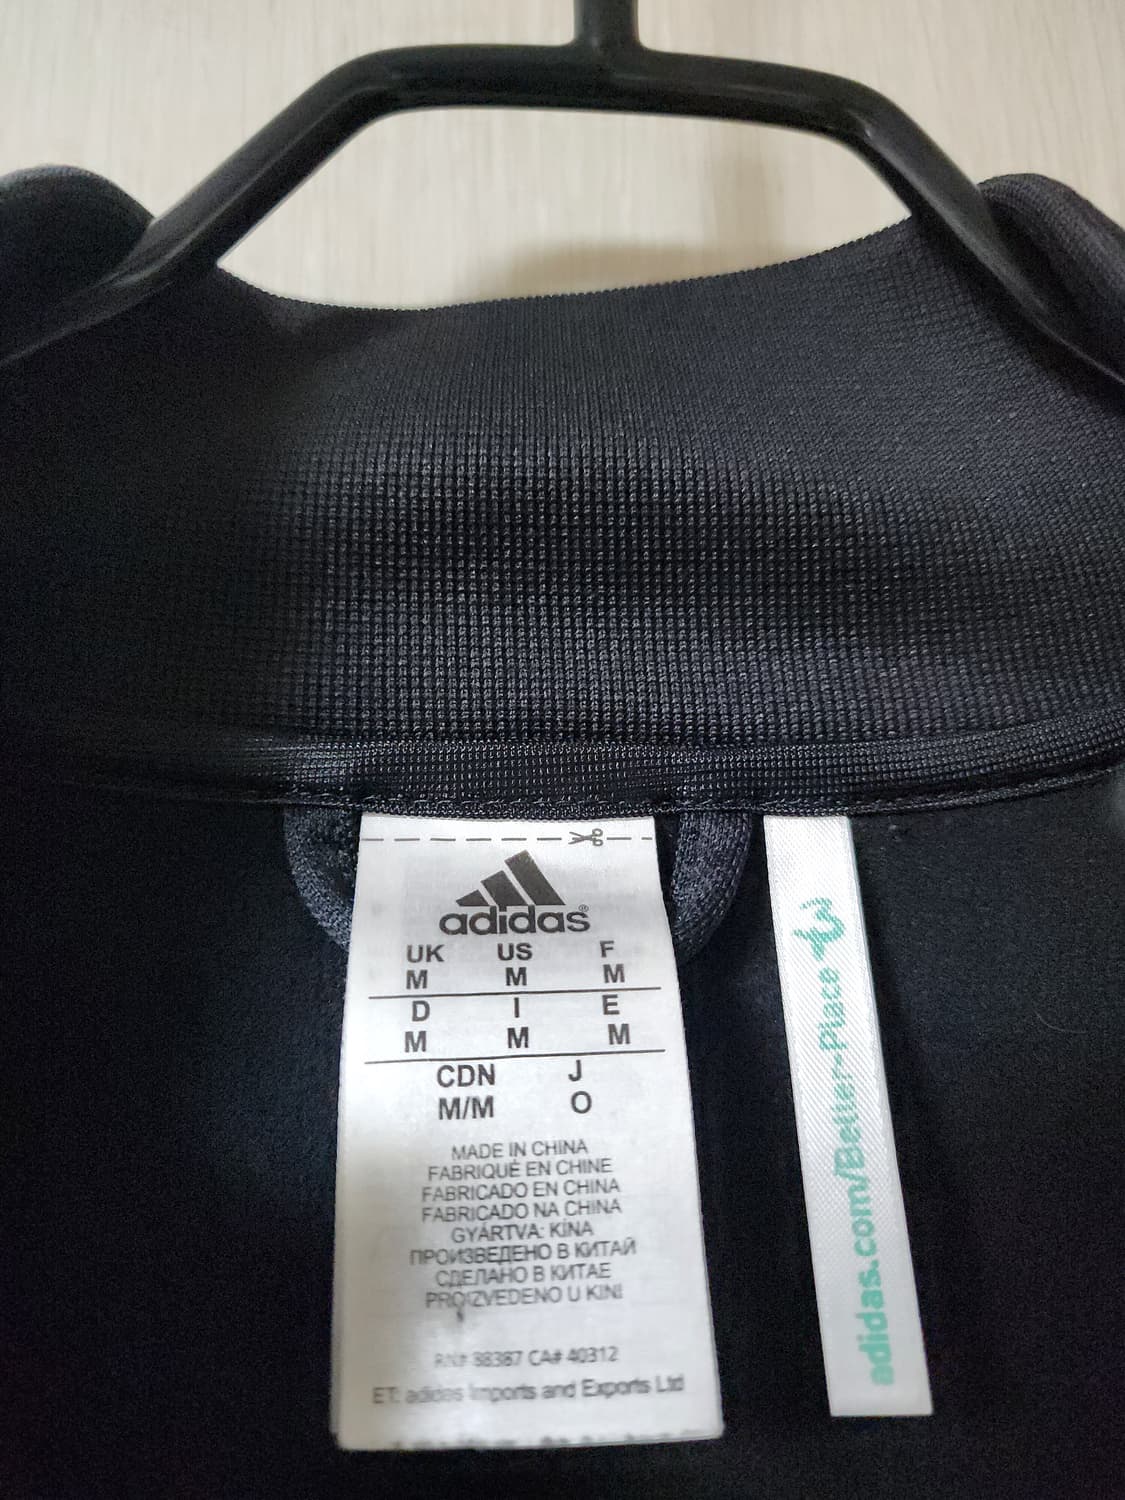 adidas®
UK US F
M M M
D I E
M M M
CDN J
M/M O
MADE IN CHINA
FABRIQUÉ EN CHINE
FABRICADO EN CHINA
FABRICADO NA CHINA
GYÁRTVA: KÍNA
ПРОИЗВЕДЕНО В КИТАЙ
СДЕЛАНО В КИТАЕ
PROIZVEDENO U KINI
RN# 88387 CA# 40312
ET: adidas Imports and Exports Ltd
adidas.com/Better-Place